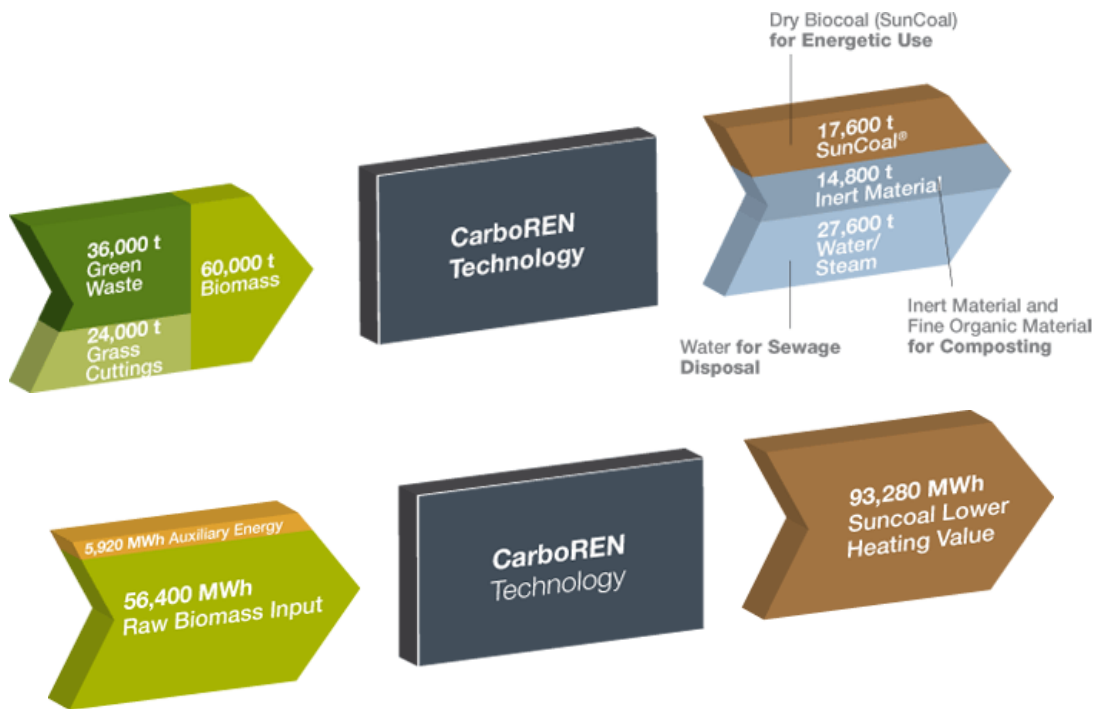 Dry Biocoal (SunCoal)
for Energetic Use
17,600 t
SunCoal®
14,800 t
Inert Material
27,600 t
Water/
Steam
36,000 t
Green
Waste
60,000 t
Biomass
24,000 t
Grass
Cuttings
CarboREN
Technology
Inert Material and
Fine Organic Material
for Composting
Water for Sewage
Disposal
5,920 MWh Auxiliary Energy
56,400 MWh
Raw Biomass Input
CarboREN
Technology
93,280 MWh
Suncoal Lower
Heating Value